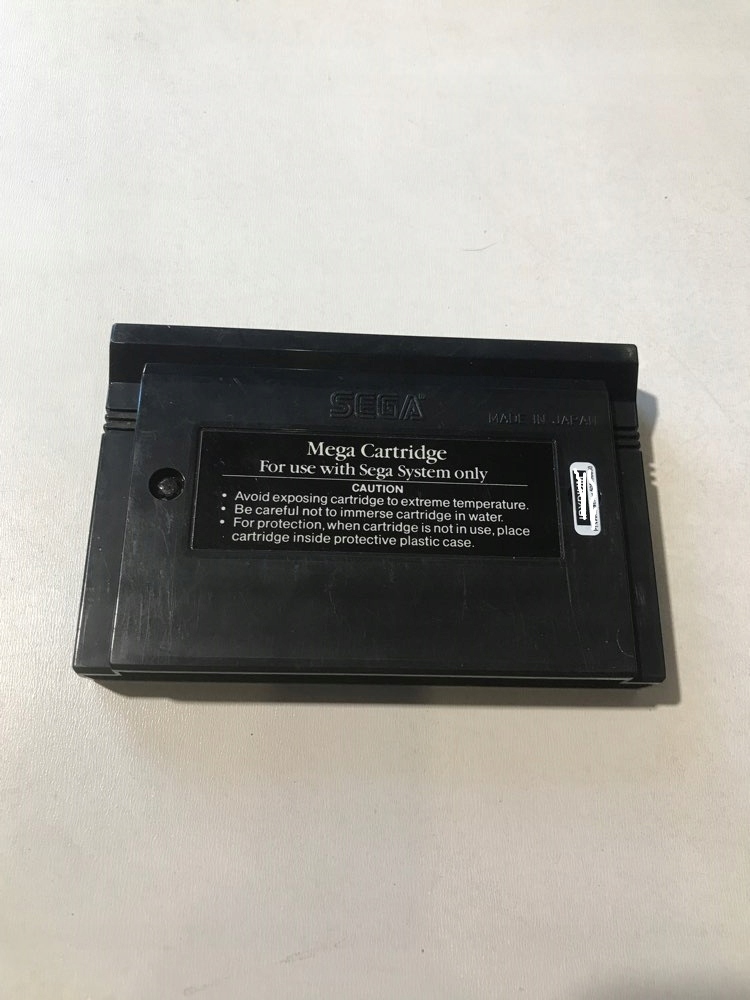 SEGA
MADE IN JAPAN
Mega Cartridge
For use with Sega System only
CAUTION
• Avoid exposing cartridge to extreme temperature.
• Be careful not to immerse cartridge in water.
• For protection, when cartridge is not in use, place
cartridge inside protective plastic case.